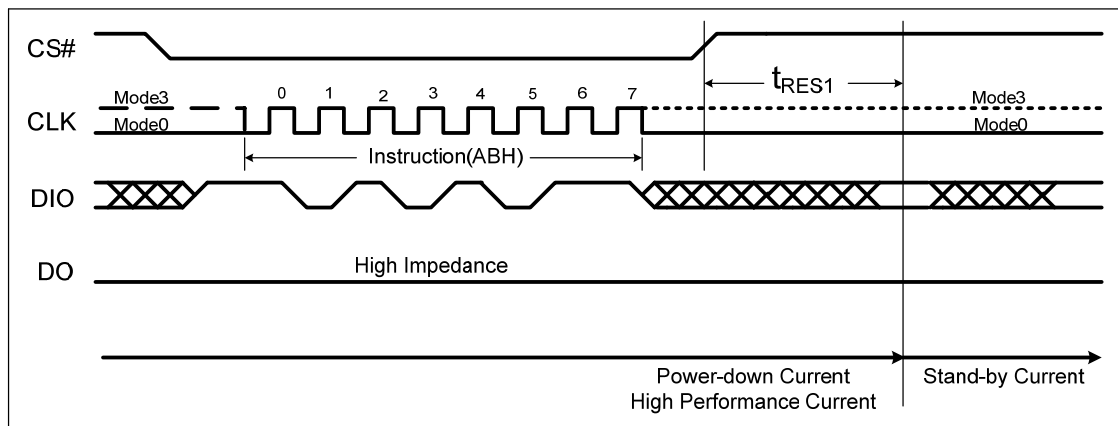 CS#
tRES1
Mode3
0 1 2 3 4 5 6 7
Mode3
CLK
Mode0
Mode0
Instruction(ABH)
DIO
High Impedance
DO
Power-down Current
High Performance Current
Stand-by Current